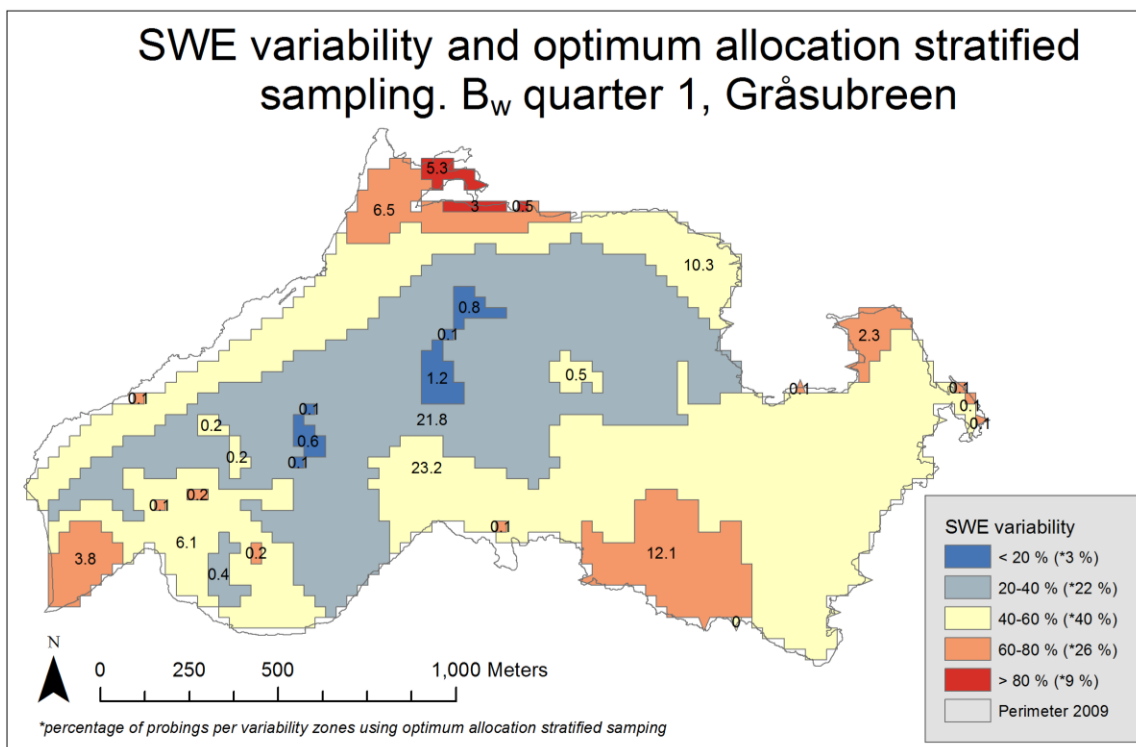 SWE variability and optimum allocation stratified
sampling. Bw quarter 1, Gråsubreen
5.3
6.5
3
0.5
10.3
0.8
0.1
2.3
1.2
0.5
0.1
0.1
0.1
0.1
0.1
0.2
21.8
0.1
0.6
0.2
0.1
23.2
0.2
0.1
0.1
6.1
0.2
3.8
12.1
0.4
0
SWE variability
< 20 % (*3 %)
20-40 % (*22 %)
40-60 % (*40 %)
60-80 % (*26 %)
> 80 % (*9 %)
Perimeter 2009
N
0 250 500 1,000 Meters
*percentage of probings per variability zones using optimum allocation stratified samping